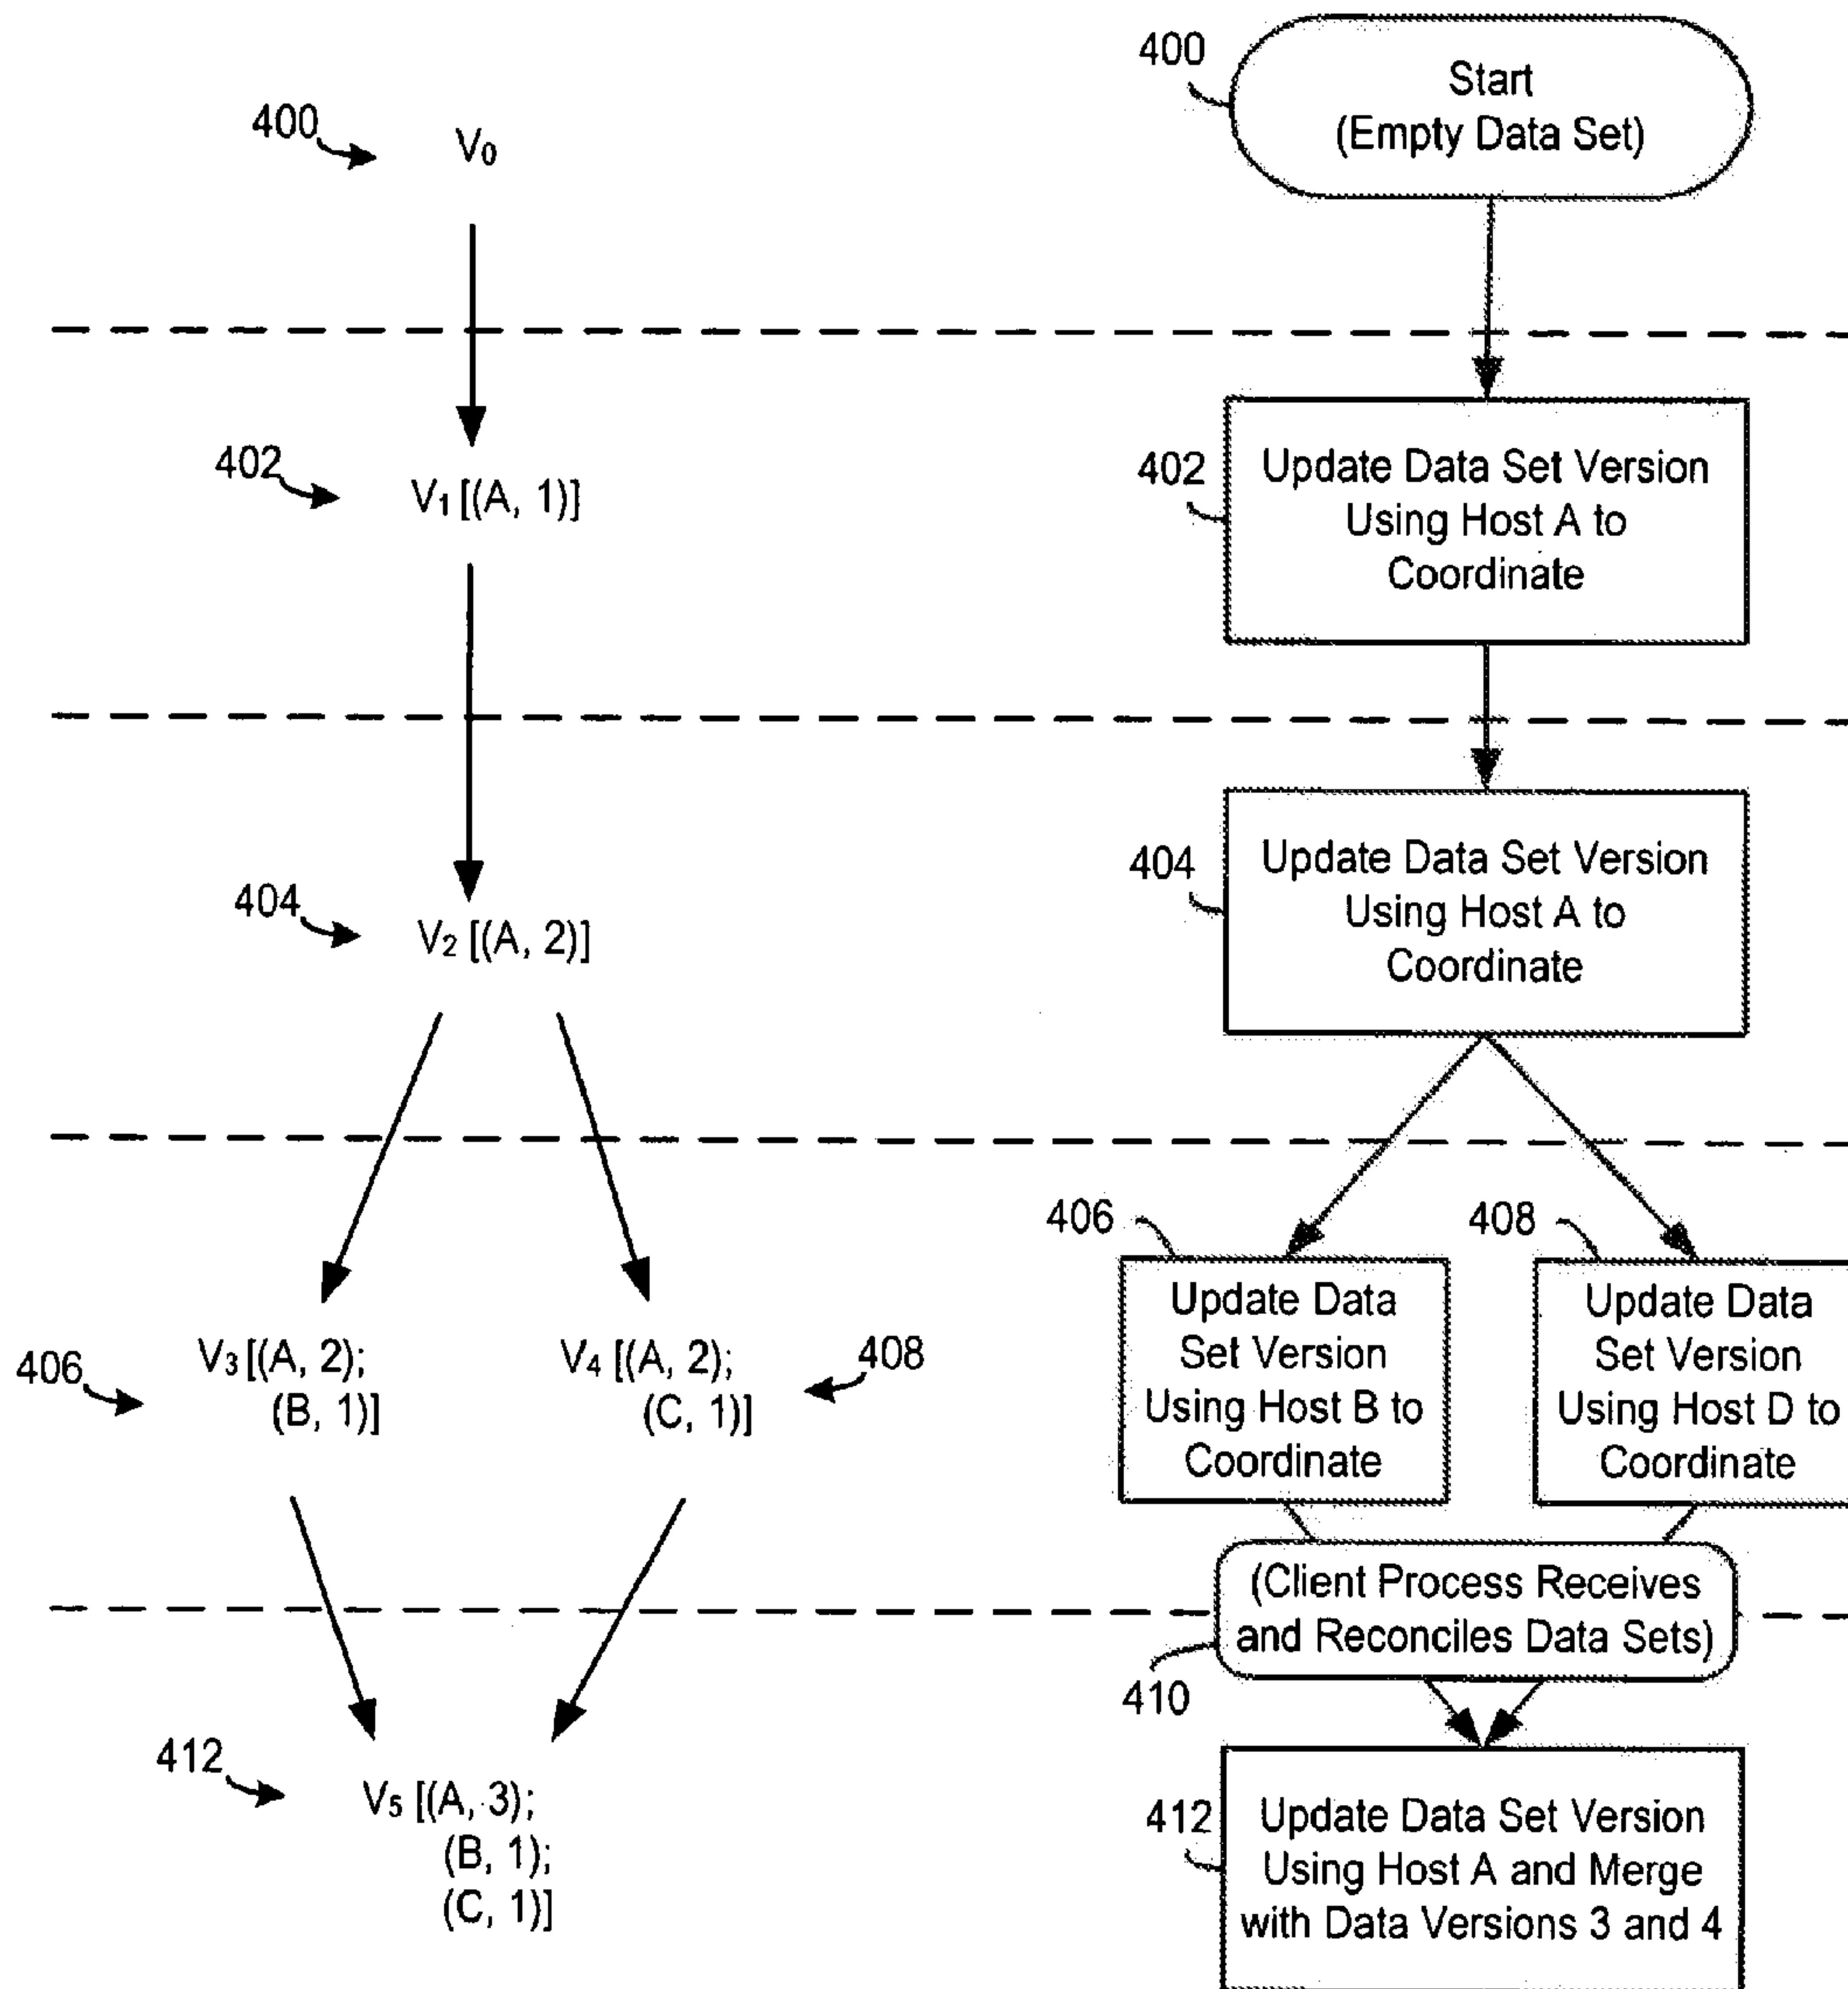 400
V0
400
Start
(Empty Data Set)
402
V1 [(A, 1)]
402
Update Data Set Version
Using Host A to
Coordinate
404
V2 [(A, 2)]
404
Update Data Set Version
Using Host A to
Coordinate
406
V3 [(A, 2);
(B, 1)]
V4 [(A, 2);
(C, 1)]
408
406
Update Data
Set Version
Using Host B to
Coordinate
408
Update Data
Set Version
Using Host D to
Coordinate
(Client Process Receives
and Reconciles Data Sets)
410
412
V5 [(A, 3);
(B, 1);
(C, 1)]
412
Update Data Set Version
Using Host A and Merge
with Data Versions 3 and 4